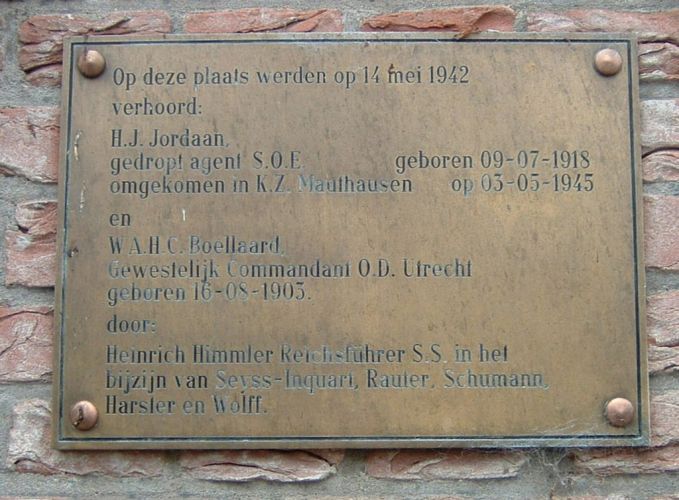 Op deze plaats werden op 14 mei 1942
verhoord:
H.J. Jordaan,
gedropt agent S.O.E. geboren 09-07-1918
omgekomen in K.Z. Mauthausen op 03-05-1945
en
W.A.H.C. Boellaard,
Gewestelijk Commandant O.D. Utrecht
geboren 16-08-1903.
door:
Heinrich Himmler Reichsführer S.S. in het
bijzijn van Seyss-Inquart, Rauter, Schumann,
Harster en Wolff.